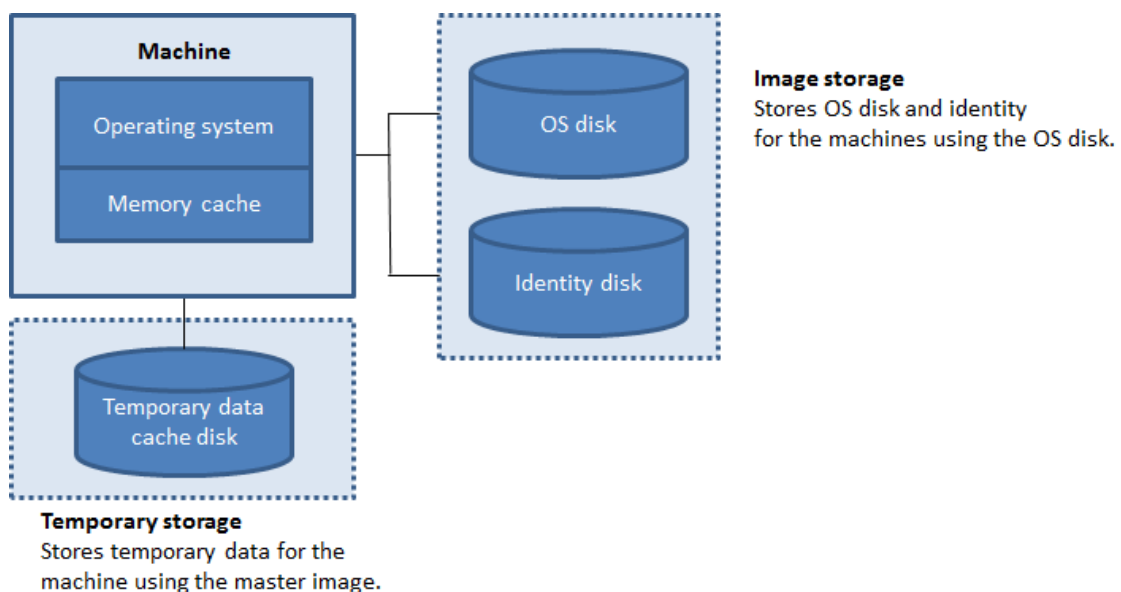 Machine
Operating system
Memory cache
OS disk
Identity disk
Image storage
Stores OS disk and identity
for the machines using the OS disk.
Temporary data
cache disk
Temporary storage
Stores temporary data for the
machine using the master image.